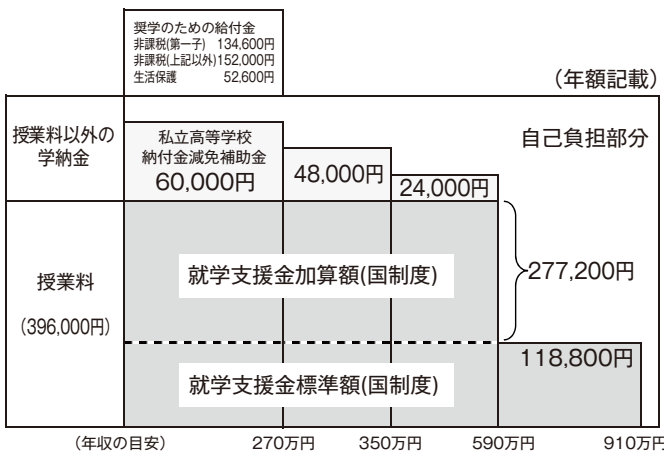 奨学のための給付金
非課税(第一子) 134,600円
非課税(上記以外)152,000円
生活保護 52,600円
(年額記載)
授業料以外の
学納金
私立高等学校
納付金減免補助金
60,000円
48,000円
24,000円
自己負担部分
授業料
(396,000円)
就学支援金加算額(国制度)
277,200円
就学支援金標準額(国制度)
118,800円
(年収の目安) 270万円 350万円 590万円 910万円